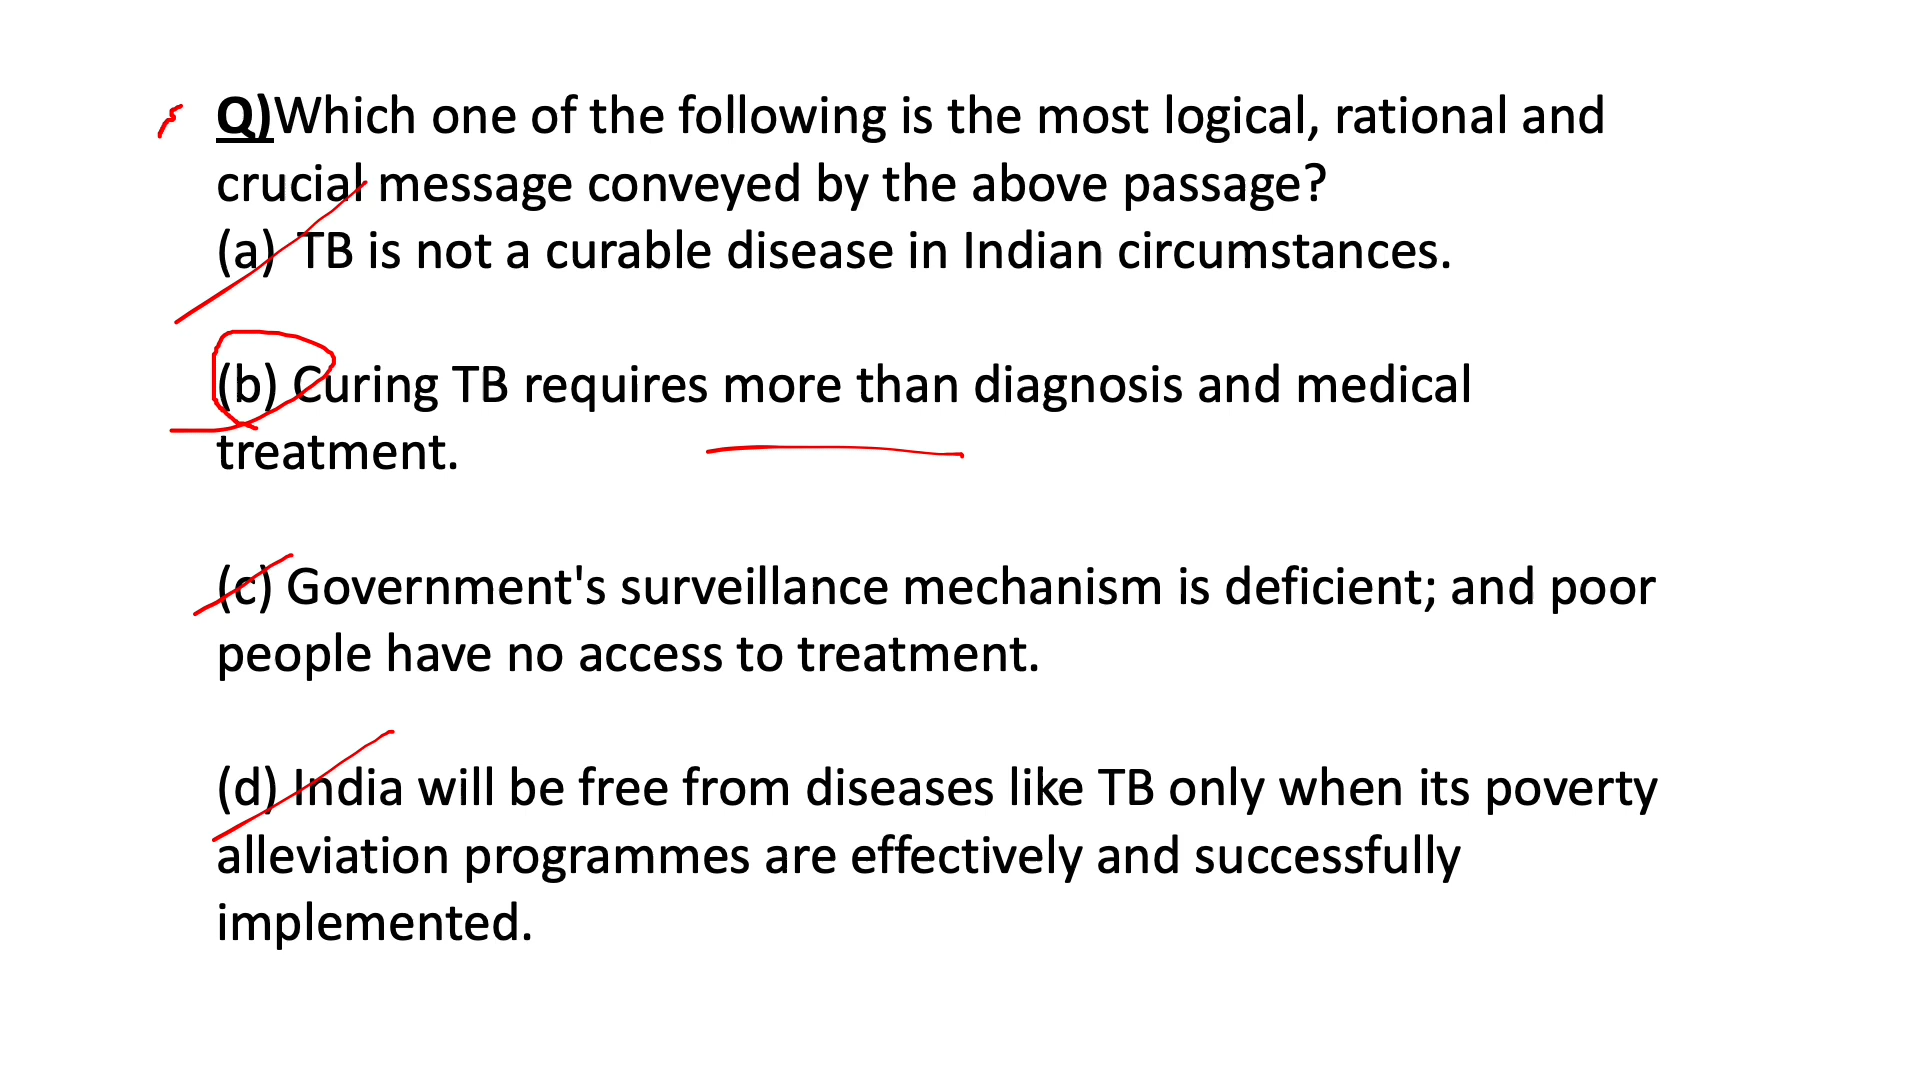 Q)Which one of the following is the most logical, rational and
crucial message conveyed by the above passage?
(a) TB is not a curable disease in Indian circumstances.
(b) Curing TB requires more than diagnosis and medical
treatment.
(c) Government's surveillance mechanism is deficient; and poor
people have no access to treatment.
(d) India will be free from diseases like TB only when its poverty
alleviation programmes are effectively and successfully
implemented.